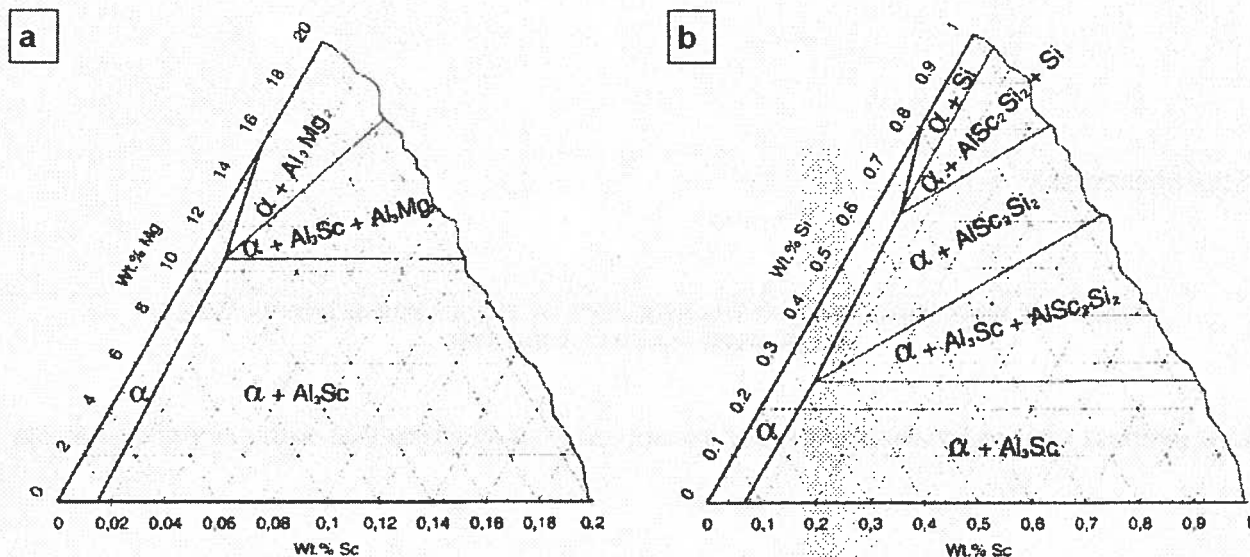 a
20
18
16
14
12
10
8
6
4
2
0
Wt.% Mg
α + Al₃Mg₂
α + Al₃Sc + Al₃Mg₂
α
α + Al₃Sc
0 0,02 0,04 0,06 0,08 0,1 0,12 0,14 0,16 0,18 0,2
Wt.% Sc
b
1
0.9
0.8
0.7
0.6
0.5
0.4
0.3
0.2
0.1
0
Wt.% Si
α + Si
α + AlSc₂Si₂ + Si
α + AlSc₂Si₂
α + Al₃Sc + AlSc₂Si₂
α
α + Al₃Sc
0 0,1 0,2 0,3 0,4 0,5 0,6 0,7 0,8 0,9
Wt.% Sc